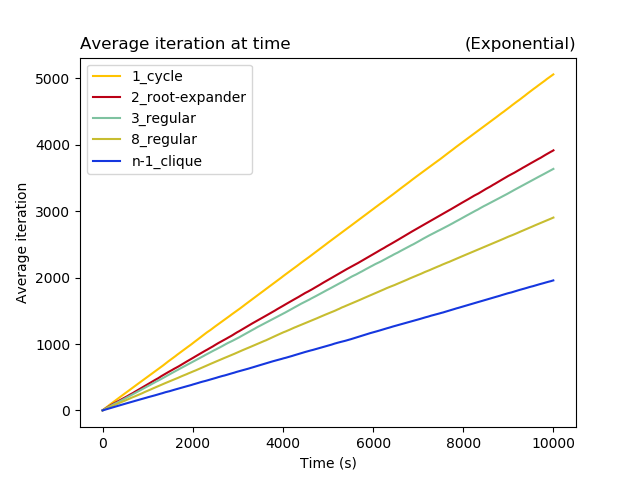 Average iteration at time (Exponential)
1_cycle
2_root-expander
3_regular
8_regular
n-1_clique
5000
4000
3000
2000
1000
0
Average iteration
0 2000 4000 6000 8000 10000
Time (s)